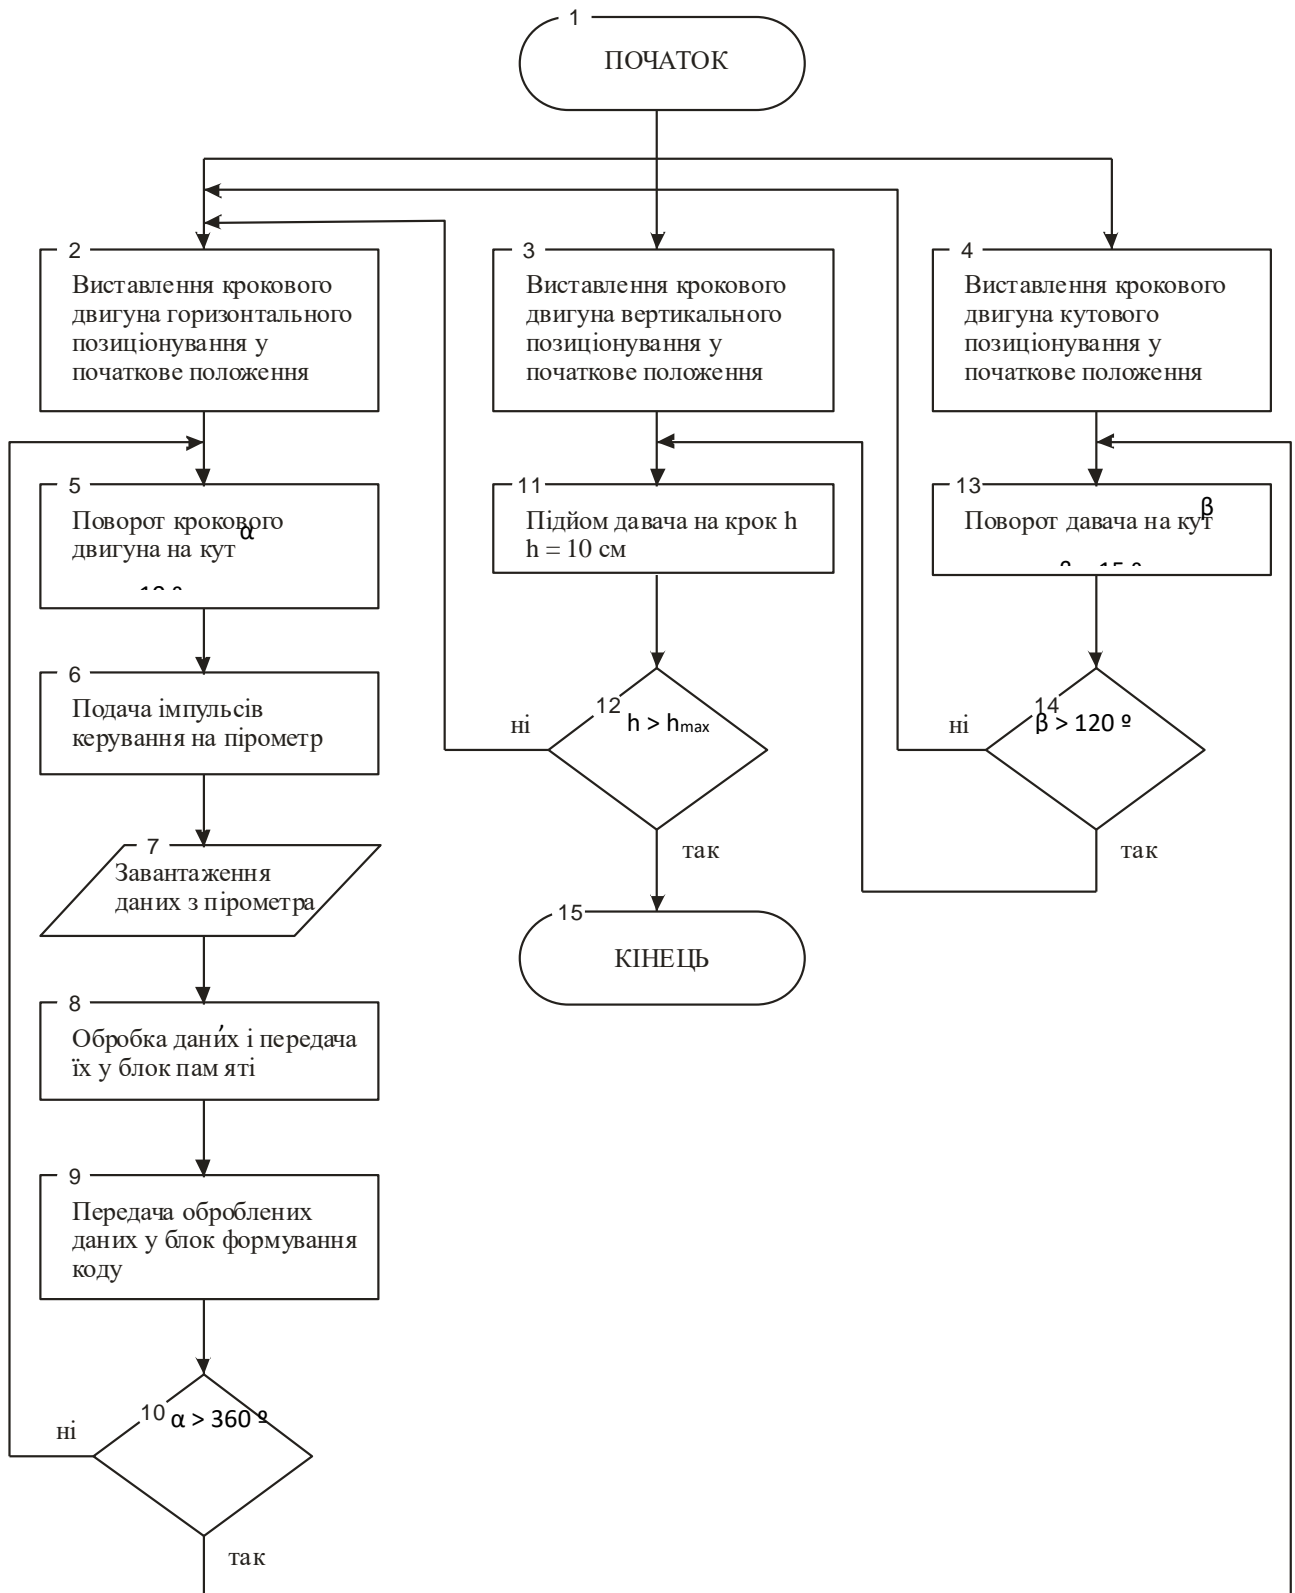 1
ПОЧАТОК
2
Виставлення крокового
двигуна горизонтального
позиціонування у
початкове положення
3
Виставлення крокового
двигуна вертикального
позиціонування у
початкове положення
4
Виставлення крокового
двигуна кутового
позиціонування у
початкове положення
5
Поворот крокового
двигуна на кут α
6
Подача імпульсів
керування на пірометр
7
Завантаження
даних з пірометра
8
Обробка даних і передача
їх у блок пам'яті
9
Передача оброблених
даних у блок формування
коду
10
α > 360 º
ні
так
11
Підйом давача на крок h
h = 10 см
12
h > hmax
ні
так
13
Поворот давача на кут β
14
β > 120 º
ні
так
15
КІНЕЦЬ